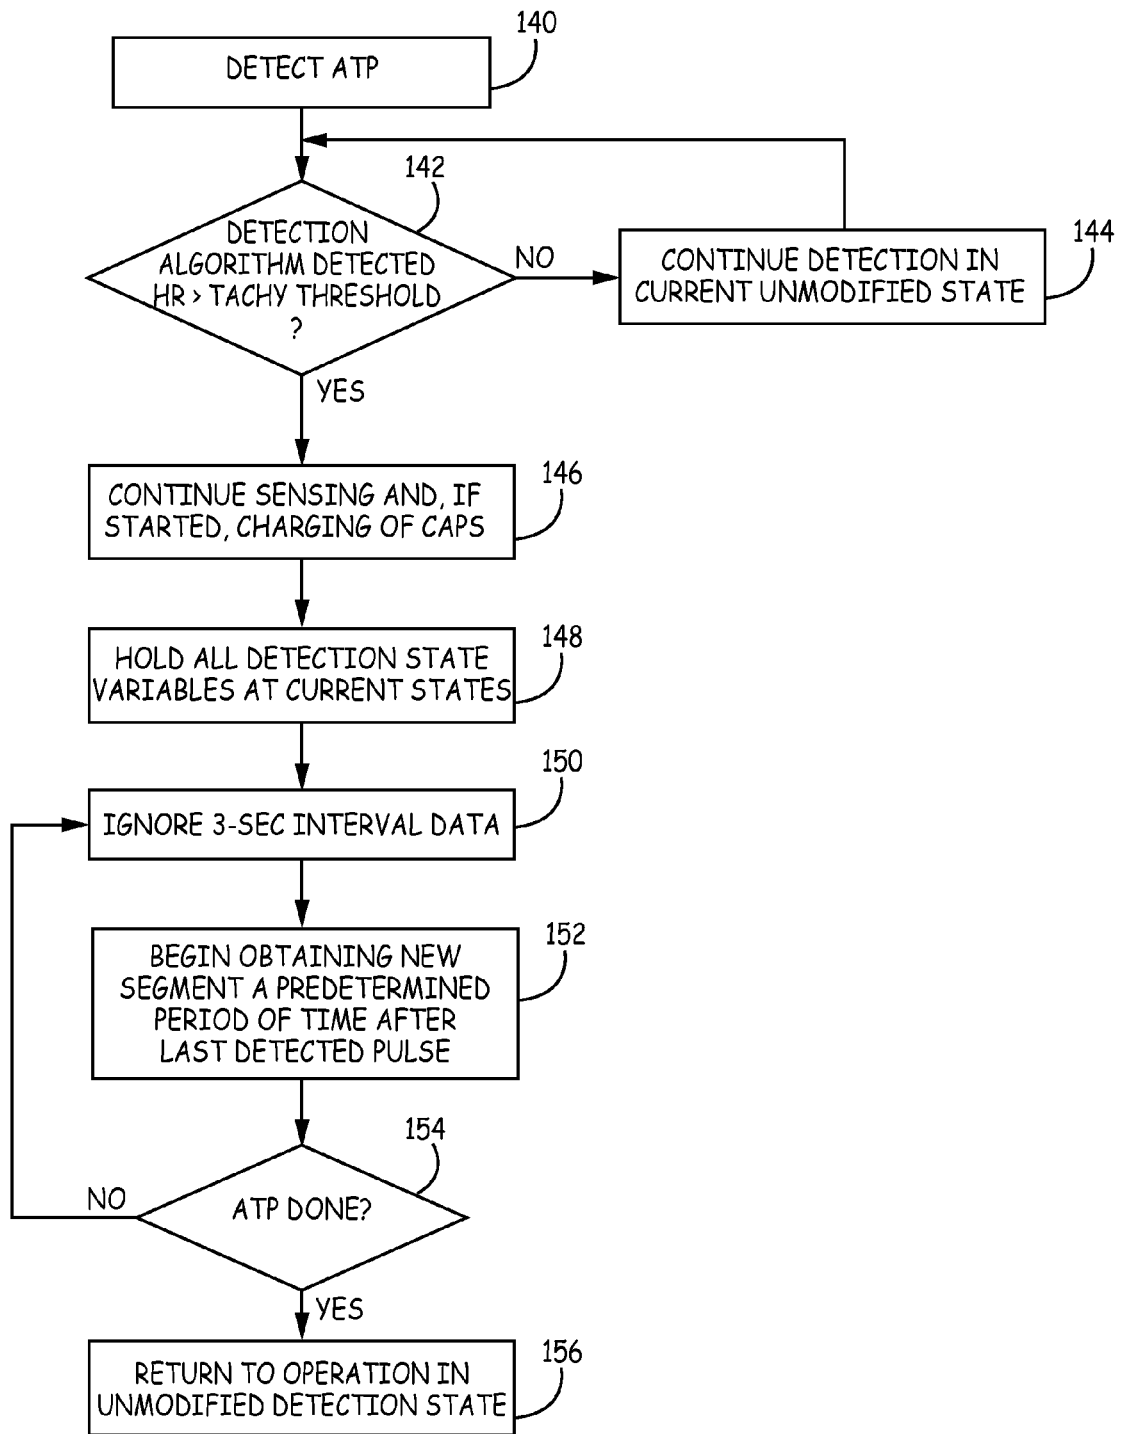 140
DETECT ATP
142
DETECTION
ALGORITHM DETECTED
HR > TACHY THRESHOLD
?
NO
144
CONTINUE DETECTION IN
CURRENT UNMODIFIED STATE
YES
146
CONTINUE SENSING AND, IF
STARTED, CHARGING OF CAPS
148
HOLD ALL DETECTION STATE
VARIABLES AT CURRENT STATES
150
IGNORE 3-SEC INTERVAL DATA
152
BEGIN OBTAINING NEW
SEGMENT A PREDETERMINED
PERIOD OF TIME AFTER
LAST DETECTED PULSE
154
ATP DONE?
NO
YES
156
RETURN TO OPERATION IN
UNMODIFIED DETECTION STATE